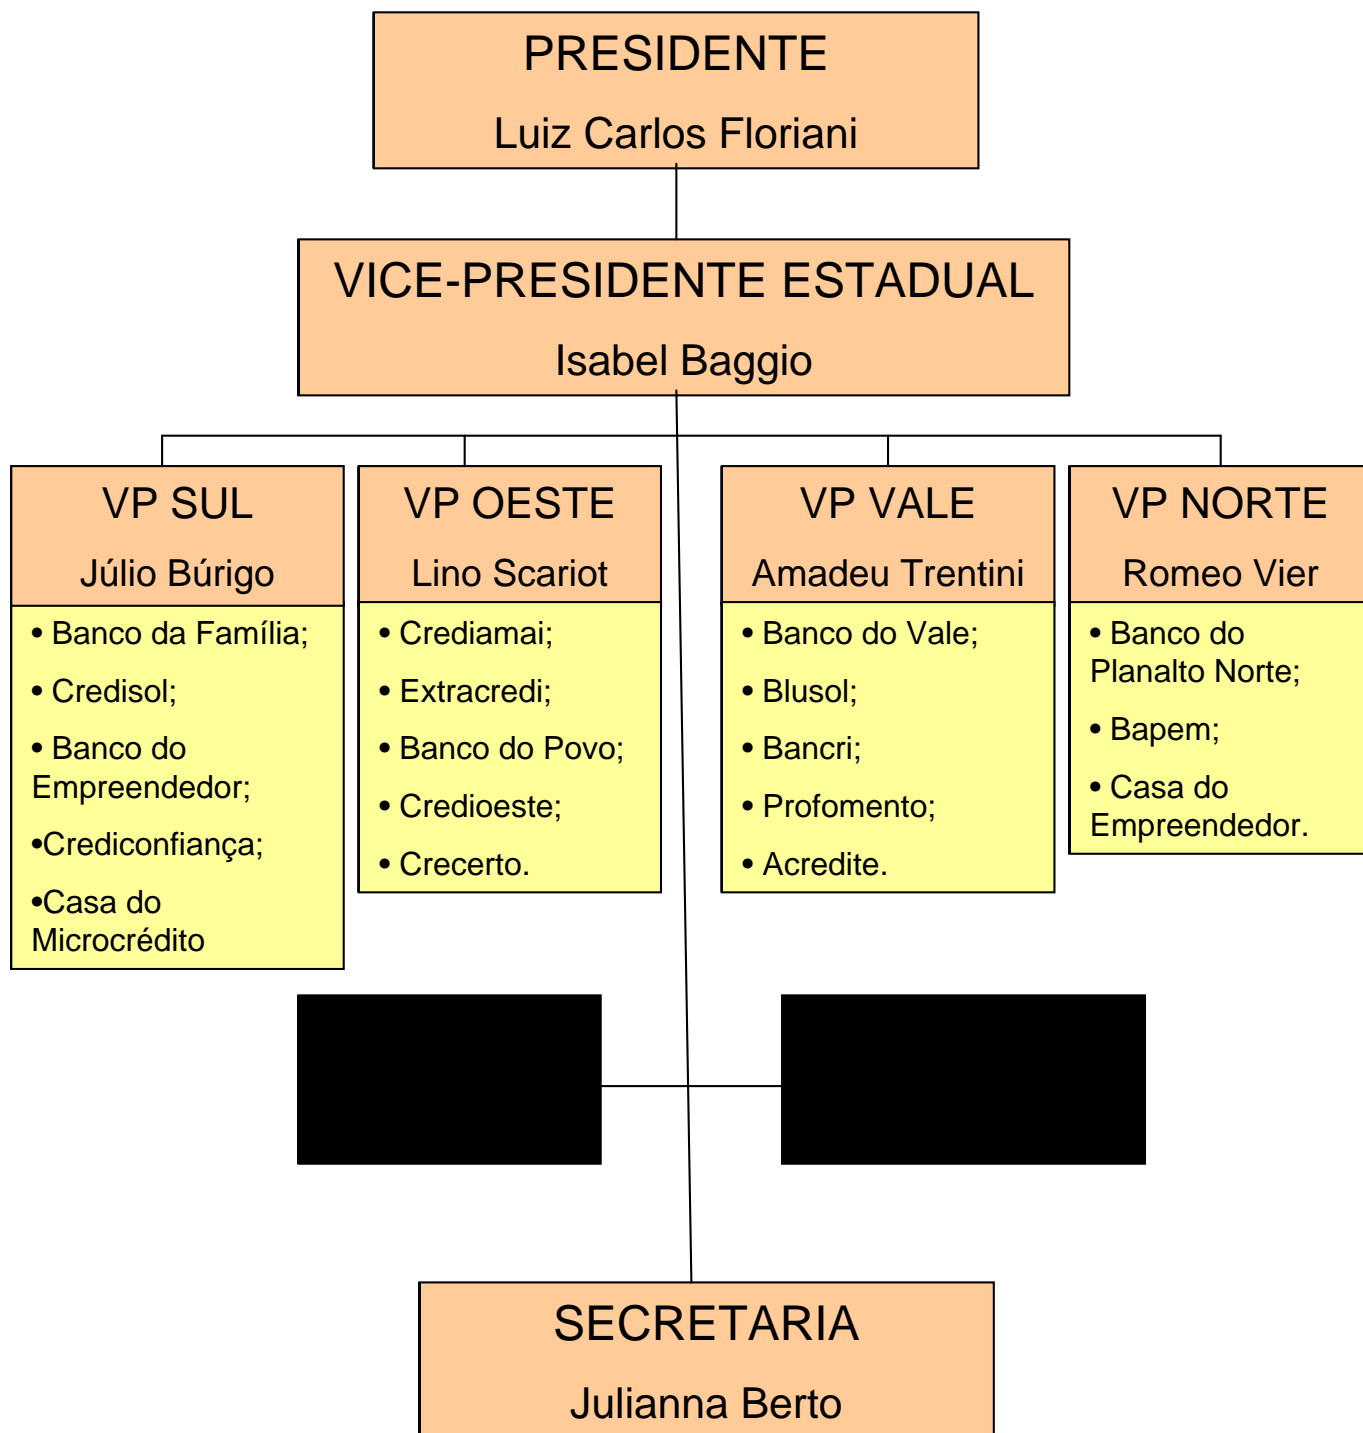 PRESIDENTE
Luiz Carlos Floriani
VICE-PRESIDENTE ESTADUAL
Isabel Baggio
VP SUL
Júlio Búrigo
• Banco da Família;
• Credisol;
• Banco do
Empreendedor;
•Crediconfiança;
•Casa do
Microcrédito
VP OESTE
Lino Scariot
• Crediamai;
• Extracredi;
• Banco do Povo;
• Credioeste;
• Crecerto.
VP VALE
Amadeu Trentini
• Banco do Vale;
• Blusol;
• Bancri;
• Profomento;
• Acredite.
VP NORTE
Romeo Vier
• Banco do
Planalto Norte;
• Bapem;
• Casa do
Empreendedor.
SECRETARIA
Julianna Berto